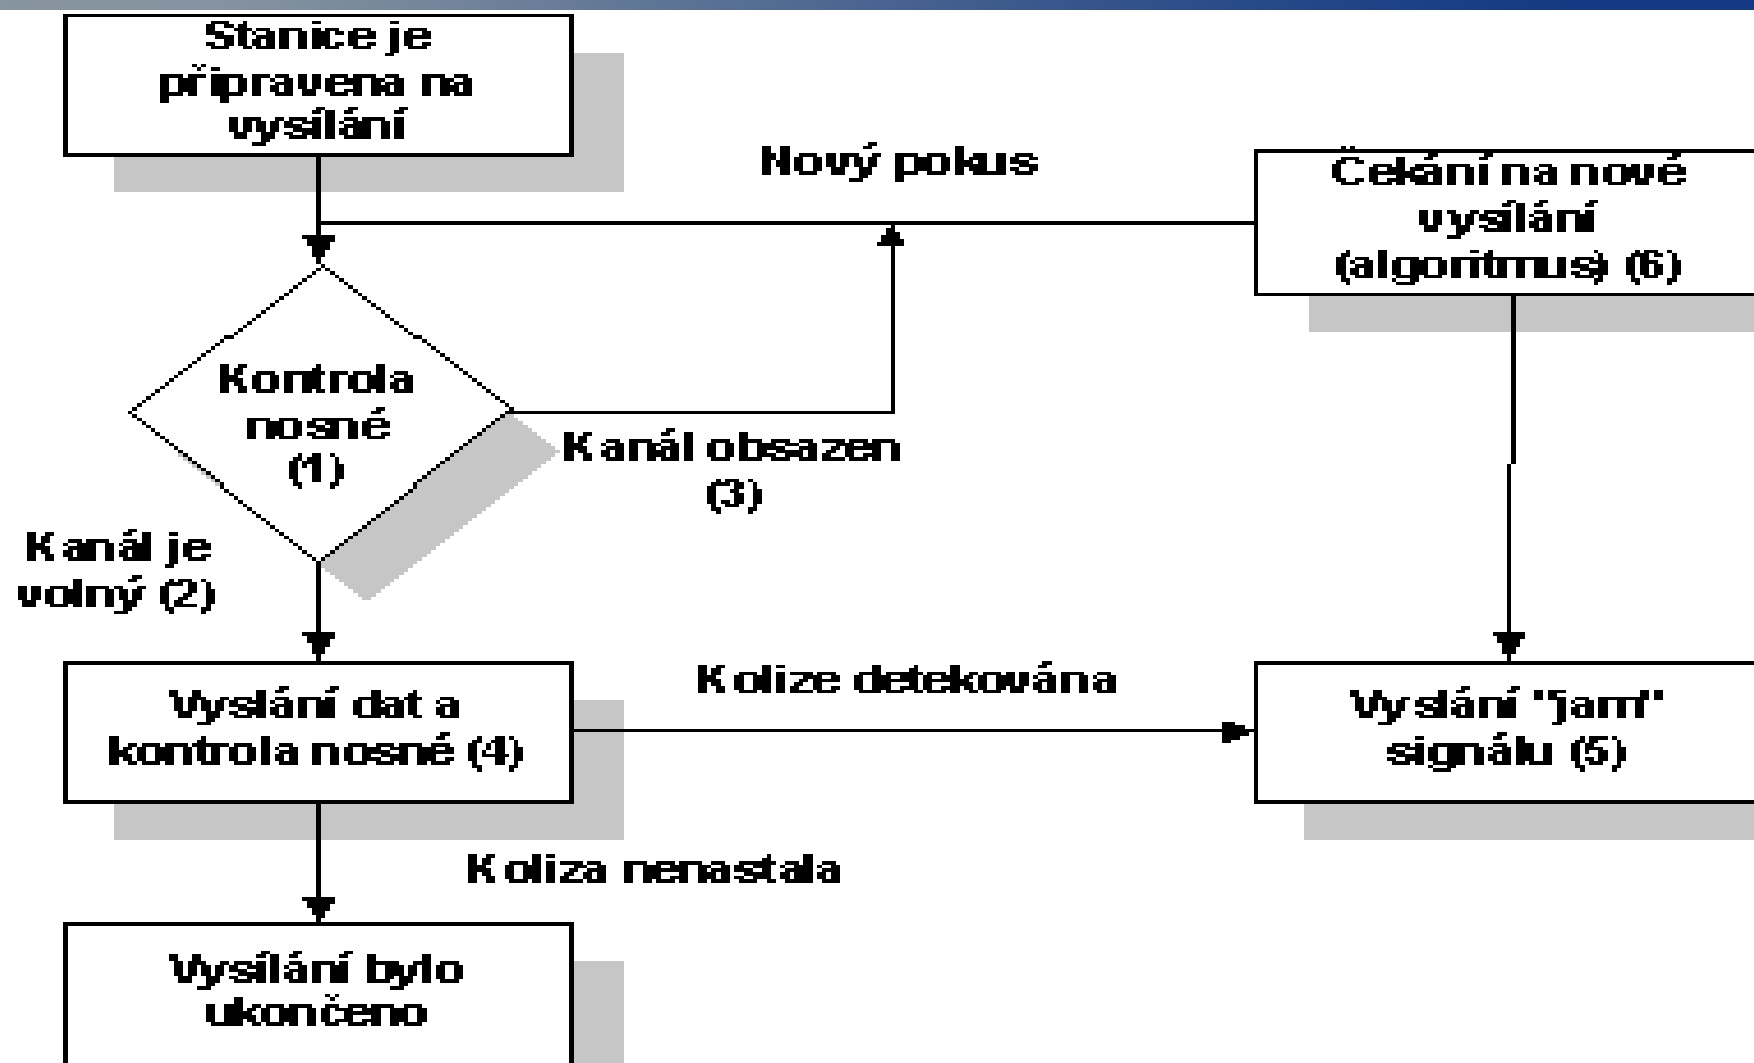 Stanice je
připravena na
vysílání
Nový pokus
Čekání na nové
vysílání
(algoritmus) (6)
Kontrola
nosné
(1)
Kanál obsazen
(3)
Kanál je
volný (2)
Vyslání dat a
kontrola nosné (4)
Kolize detekována
Vyslání "jam"
signálu (5)
Koliza nenastala
Vysílání bylo
ukončeno